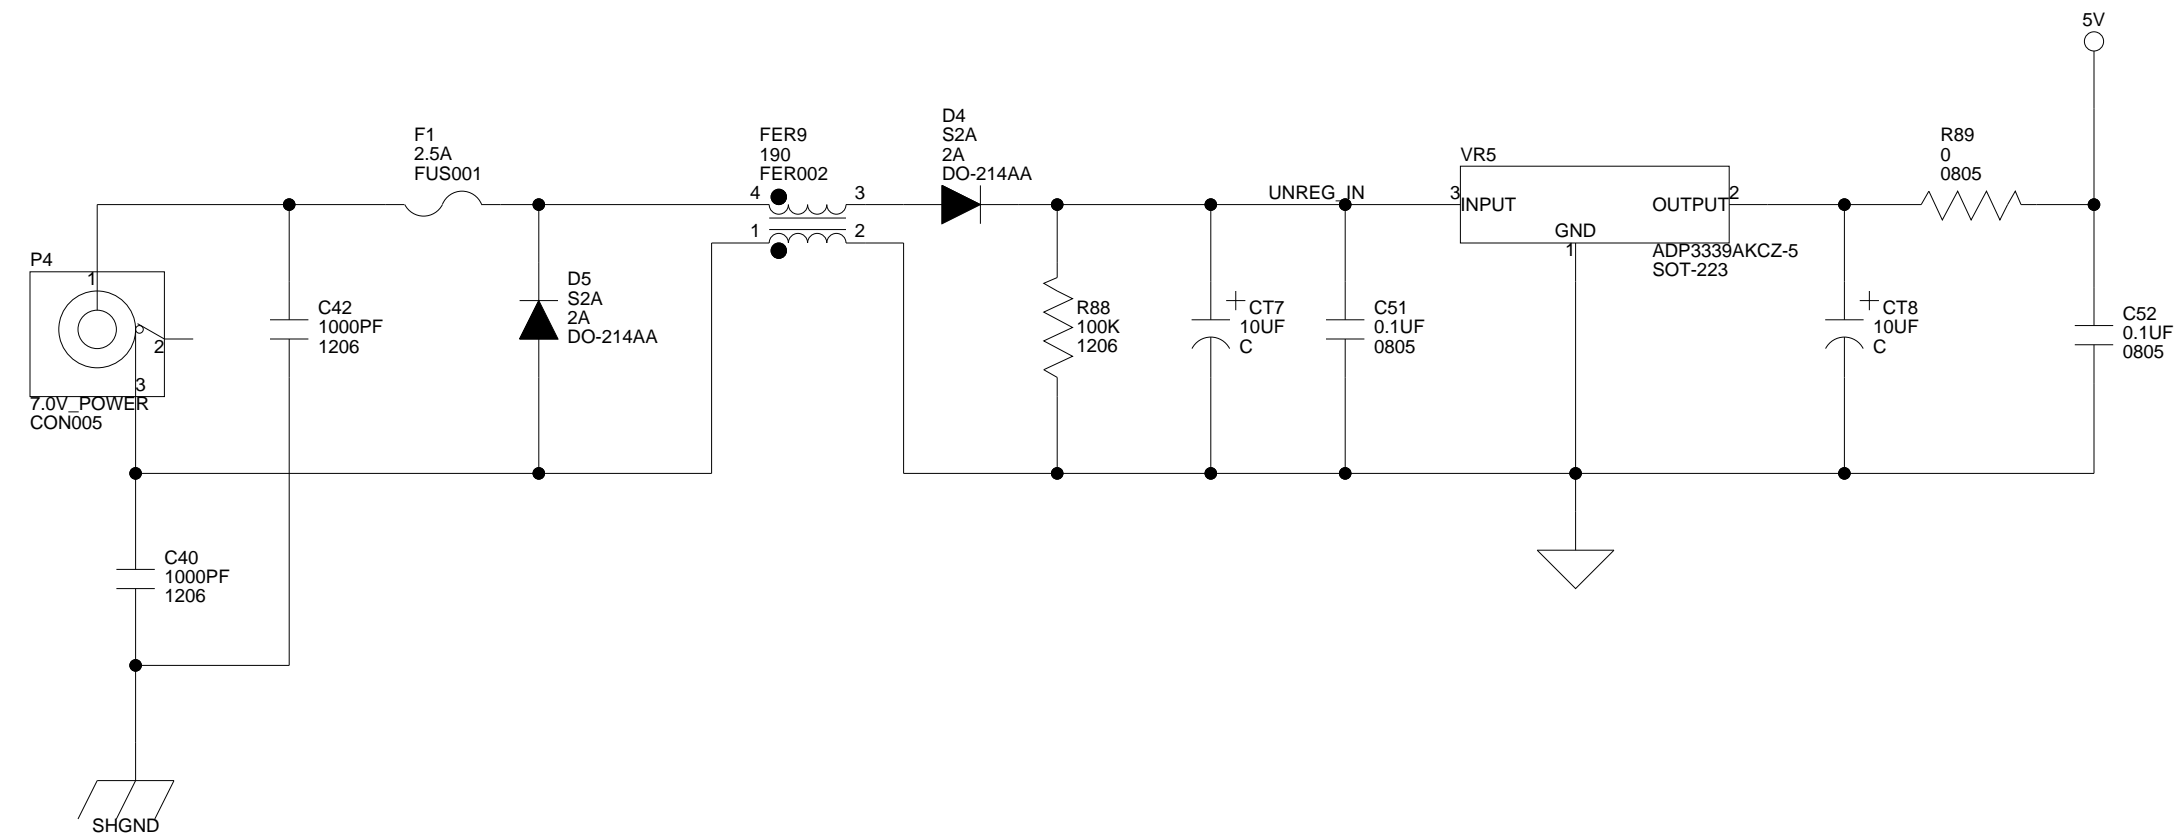 5V
F1
2.5A
FUS001
FER9
190
FER002
4
3
1
2
D4
S2A
2A
DO-214AA
UNREG_IN
VR5
3
INPUT
OUTPUT
2
GND
1
ADP3339AKCZ-5
SOT-223
R89
0
0805
P4
1
2
3
7.0V_POWER
CON005
C42
1000PF
1206
D5
S2A
2A
DO-214AA
R88
100K
1206
CT7
10UF
C
C51
0.1UF
0805
CT8
10UF
C
C52
0.1UF
0805
C40
1000PF
1206
SHGND